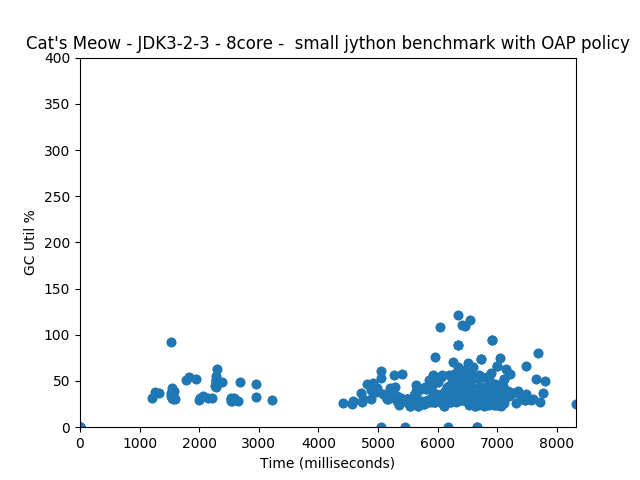 Cat's Meow - JDK3-2-3 - 8core -  small jython benchmark with OAP policy
400
350
300
250
200
150
100
50
0
GC Util %
0 1000 2000 3000 4000 5000 6000 7000 8000
Time (milliseconds)